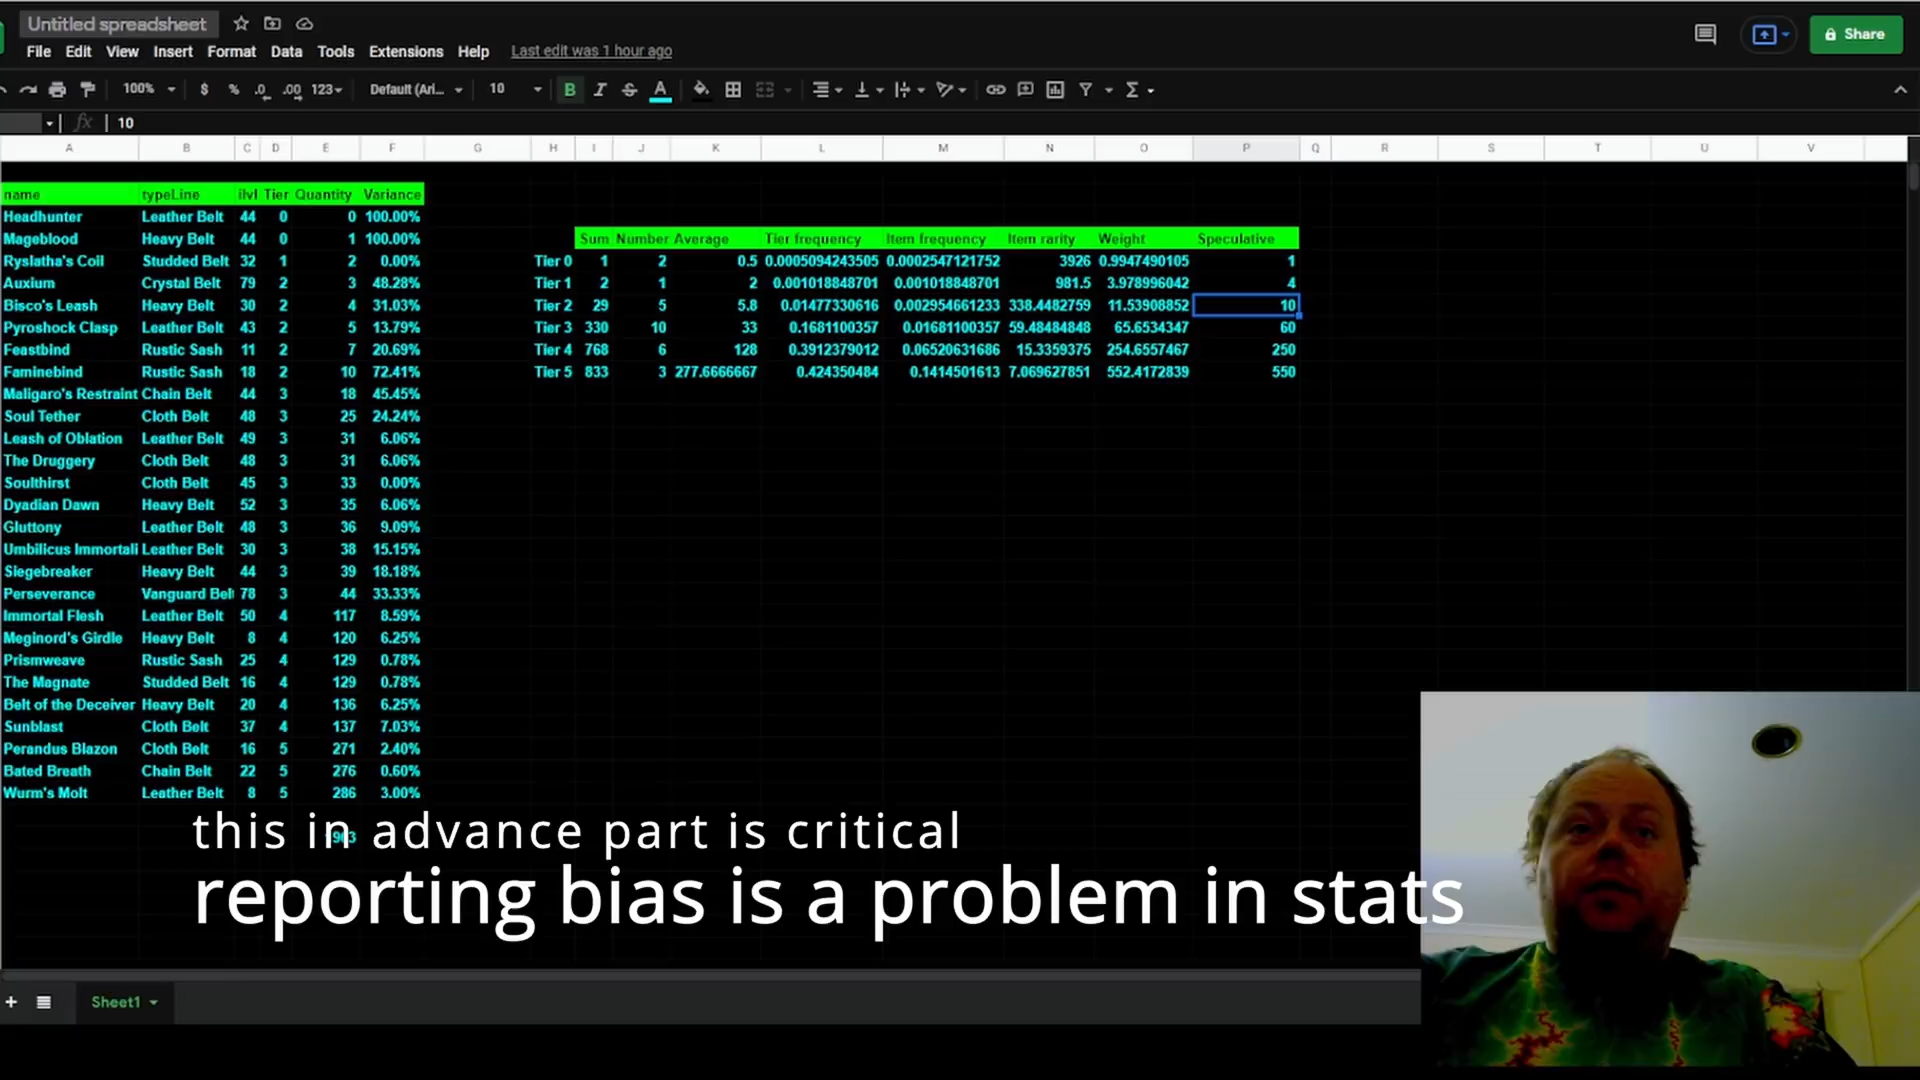 Untitled spreadsheet
File Edit View Insert Format Data Tools Extensions Help Last edit was 1 hour ago
Share
100% $ % .0 .00 123 Default (Ari... 10 B I S A
fx 10
A B C D E F G H I J K L M N O P Q R S T U V
name typeLine ilvl Tier Quantity Variance
Headhunter Leather Belt 44 0 0 100.00%
Mageblood Heavy Belt 44 0 1 100.00%
Ryslatha's Coil Studded Belt 32 1 2 0.00%
Auxium Crystal Belt 79 2 3 48.28%
Bisco's Leash Heavy Belt 30 2 4 31.03%
Pyroshock Clasp Leather Belt 43 2 5 13.79%
Feastbind Rustic Sash 11 2 7 20.69%
Faminebind Rustic Sash 18 2 10 72.41%
Maligaro's Restraint Chain Belt 44 3 18 45.45%
Soul Tether Cloth Belt 48 3 25 24.24%
Leash of Oblation Leather Belt 49 3 31 6.06%
The Druggery Cloth Belt 48 3 31 6.06%
Soulthirst Cloth Belt 45 3 33 0.00%
Dyadian Dawn Heavy Belt 52 3 35 6.06%
Gluttony Leather Belt 48 3 36 9.09%
Umbilicus Immortali Leather Belt 30 3 38 15.15%
Siegebreaker Heavy Belt 44 3 39 18.18%
Perseverance Vanguard Belt 78 3 44 33.33%
Immortal Flesh Leather Belt 50 4 117 8.59%
Meginord's Girdle Heavy Belt 8 4 120 6.25%
Prismweave Rustic Sash 25 4 129 0.78%
The Magnate Studded Belt 16 4 129 0.78%
Belt of the Deceiver Heavy Belt 20 4 136 6.25%
Sunblast Cloth Belt 37 4 137 7.03%
Perandus Blazon Cloth Belt 16 5 271 2.40%
Bated Breath Chain Belt 22 5 276 0.60%
Wurm's Molt Leather Belt 8 5 286 3.00%
Sum Number Average Tier frequency Item frequency Item rarity Weight Speculative
Tier 0 1 2 0.5 0.0005094243505 0.0002547121752 3926 0.9947490105 1
Tier 1 2 1 2 0.001018848701 0.001018848701 981.5 3.978996042 4
Tier 2 29 5 5.8 0.01477330616 0.002954661233 338.4482759 11.53908852 10
Tier 3 330 10 33 0.1681100357 0.01681100357 59.48484848 65.6534347 60
Tier 4 768 6 128 0.3912379012 0.06520631686 15.3359375 254.6557467 250
Tier 5 833 3 277.6666667 0.424350484 0.1414501613 7.069627851 552.4172839 550
this in advance part is critical
reporting bias is a problem in stats
Sheet1